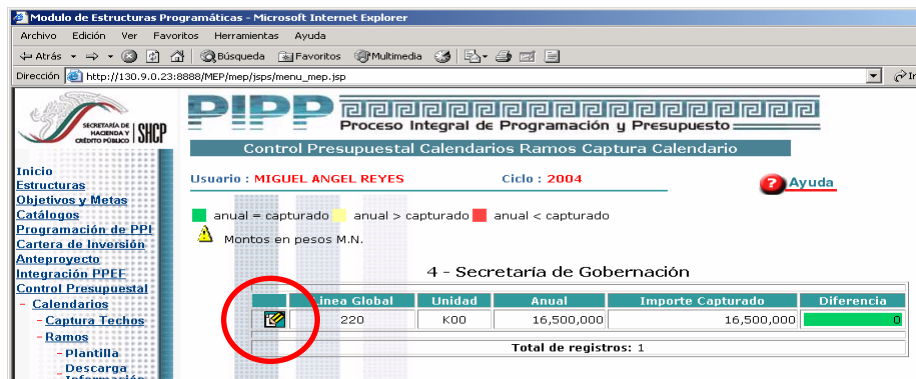 Modulo de Estructuras Programáticas - Microsoft Internet Explorer
Archivo Edición Ver Favoritos Herramientas Ayuda
Atrás Búsqueda Favoritos Multimedia
Dirección http://130.9.0.23:8888/MEP/mep/jsps/menu_mep.jsp
SECRETARÍA DE
HACIENDA Y
CRÉDITO PÚBLICO
SHCP
PIPP
Proceso Integral de Programación y Presupuesto
Control Presupuestal Calendarios Ramos Captura Calendario
Inicio
Estructuras
Objetivos y Metas
Catálogos
Programación de PPI
Cartera de Inversión
Anteproyecto
Integración PPEF
Control Presupuestal
- Calendarios
- Captura Techos
- Ramos
- Plantilla
- Descarga
Información
Usuario : MIGUEL ANGEL REYES Ciclo : 2004
? Ayuda
anual = capturado anual > capturado anual < capturado
Montos en pesos M.N.
4 - Secretaría de Gobernación
Linea Global Unidad Anual Importe Capturado Diferencia
220 K00 16,500,000 16,500,000 0
Total de registros: 1